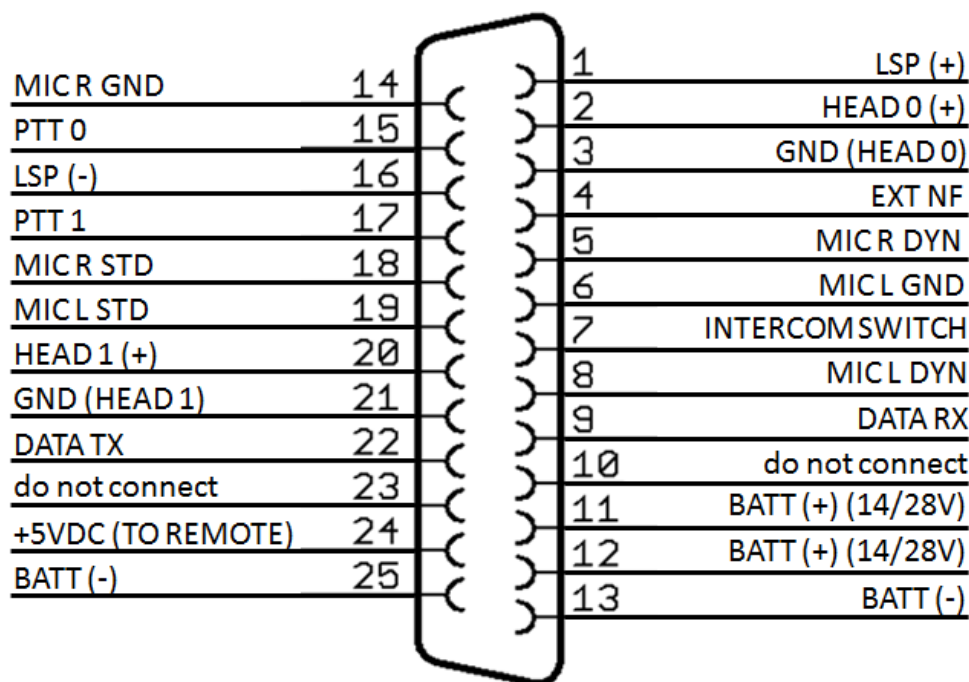 MIC R GND 14
PTT 0 15
LSP (-) 16
PTT 1 17
MIC R STD 18
MIC L STD 19
HEAD 1 (+) 20
GND (HEAD 1) 21
DATA TX 22
do not connect 23
+5VDC (TO REMOTE) 24
BATT (-) 25
1 LSP (+)
2 HEAD 0 (+)
3 GND (HEAD 0)
4 EXT NF
5 MIC R DYN
6 MIC L GND
7 INTERCOM SWITCH
8 MIC L DYN
9 DATA RX
10 do not connect
11 BATT (+) (14/28V)
12 BATT (+) (14/28V)
13 BATT (-)